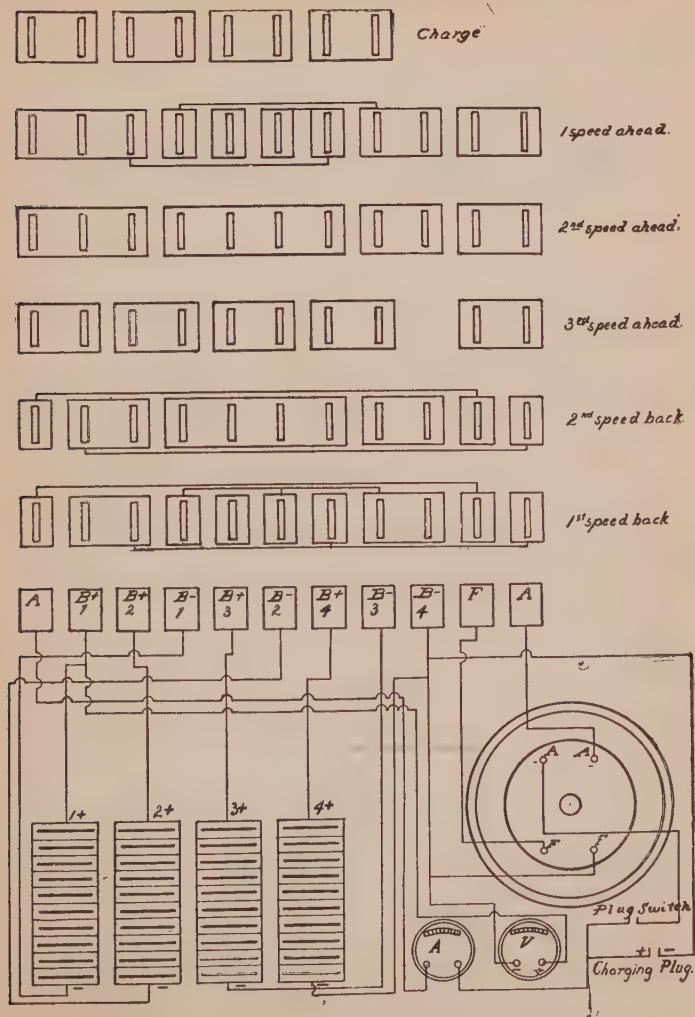 Charge
1 speed ahead.
2nd speed ahead.
3rd speed ahead.
2nd speed back.
1st speed back
A B+ B+ B- B+ B- B+ B- B- F A
1 2 1 3 2 4 3 4
A A
- -
1+ 2+ 3+ 4+
F F
Plug Switch
A V
- +
+ -
Charging Plug.
- - - -